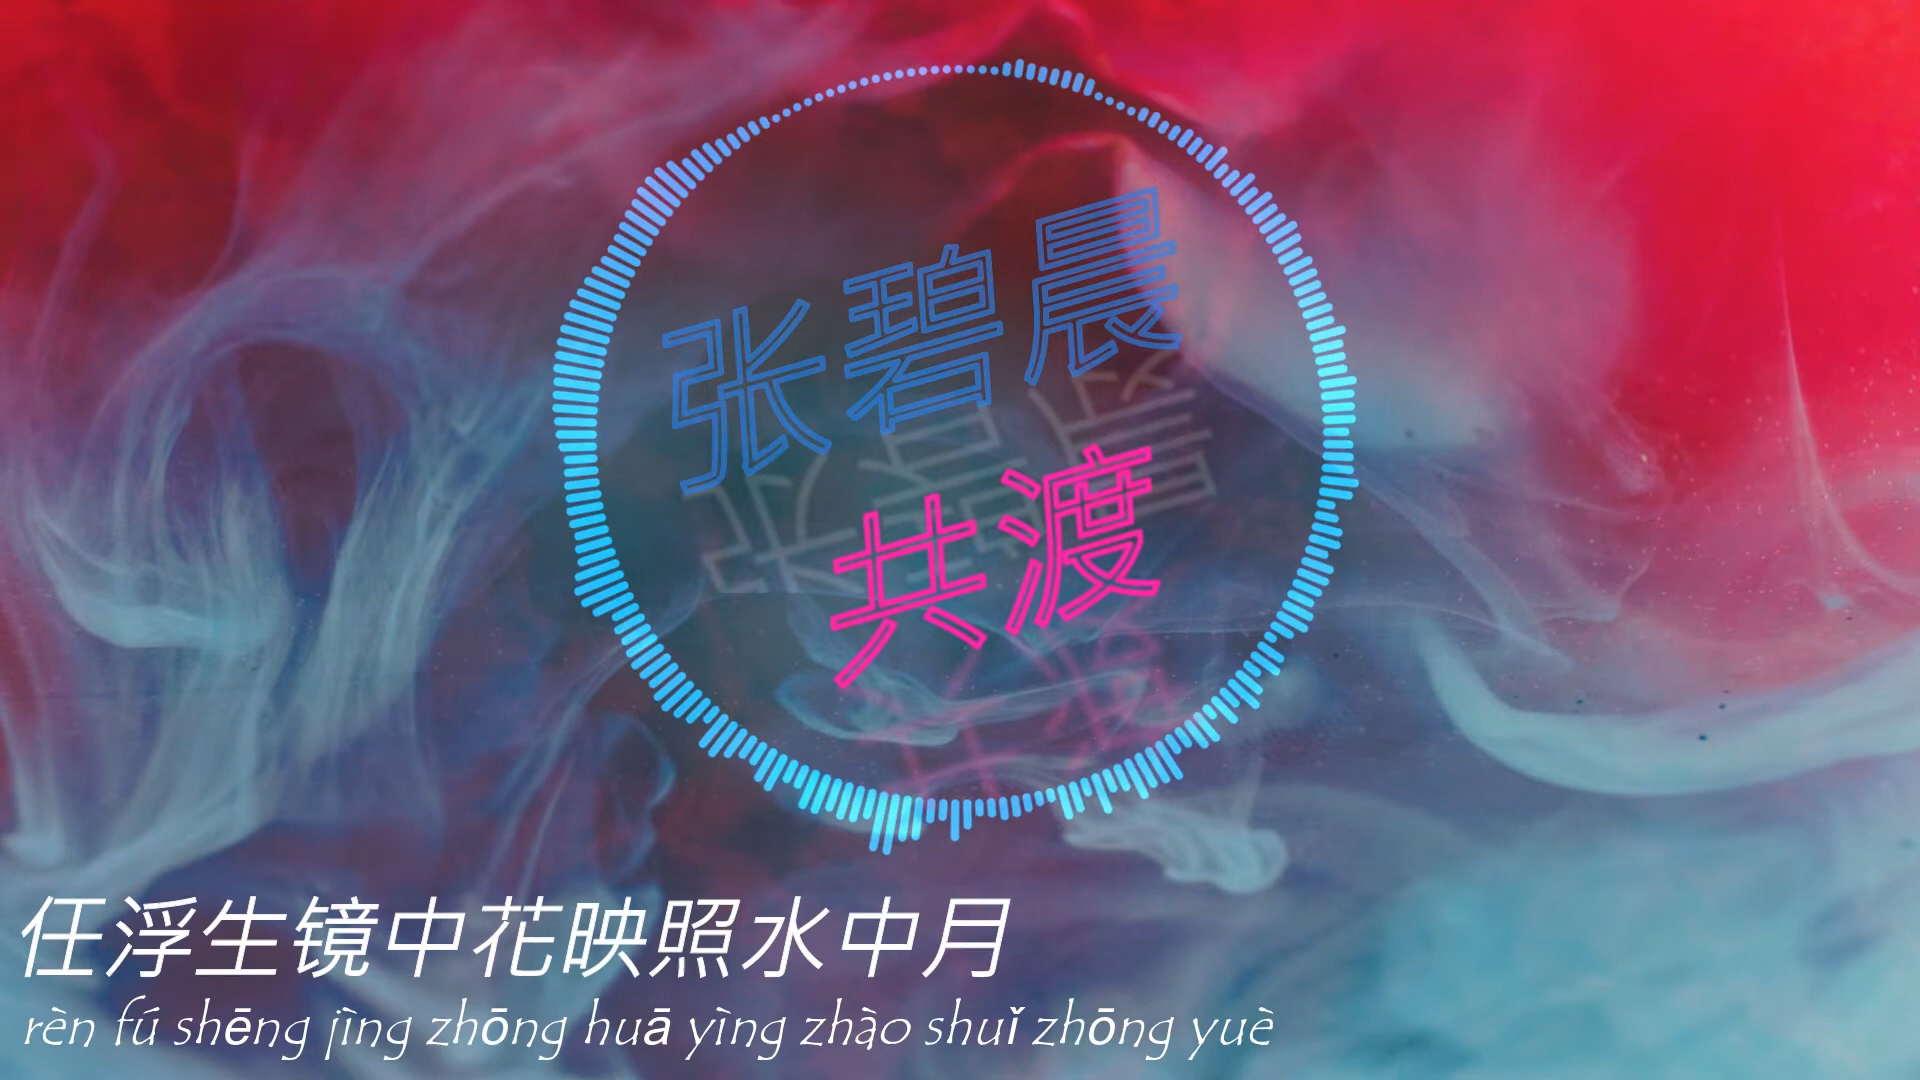 张碧晨
共渡
任浮生镜中花映照水中月
rèn fú shēng jìng zhōng huā yìng zhào shuǐ zhōng yuè